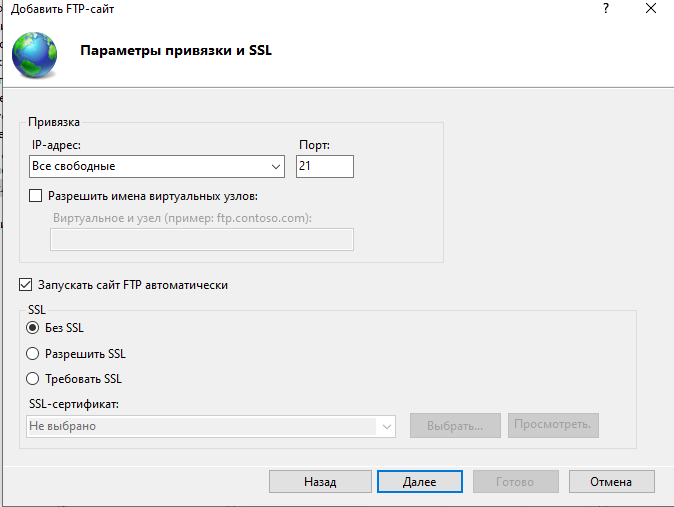 Добавить FTP-сайт
?
Параметры привязки и SSL
Привязка
IP-адрес:
Порт:
Все свободные
21
Разрешить имена виртуальных узлов:
Виртуальное и узел (пример: ftp.contoso.com):
Запускать сайт FTP автоматически
SSL
Без SSL
Разрешить SSL
Требовать SSL
SSL-сертификат:
Не выбрано
Выбрать...
Просмотреть.
Назад
Далее
Готово
Отмена